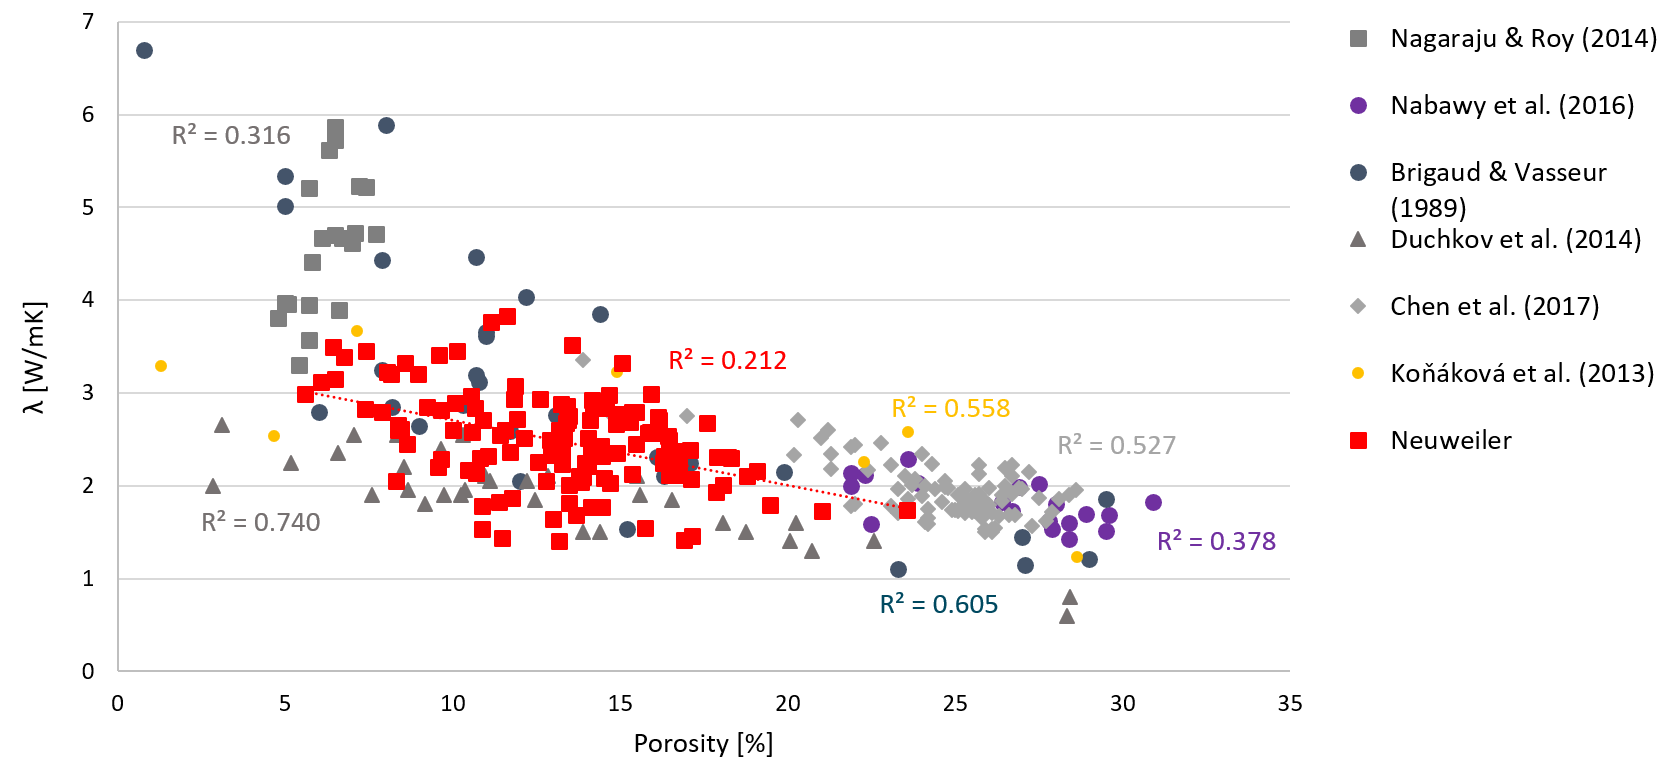 7
6
5
4
3
2
1
0
λ [W/mK]
0 5 10 15 20 25 30 35
Porosity [%]
R² = 0.316
R² = 0.212
R² = 0.558
R² = 0.527
R² = 0.740
R² = 0.378
R² = 0.605
Nagaraju & Roy (2014)
Nabawy et al. (2016)
Brigaud & Vasseur
(1989)
Duchkov et al. (2014)
Chen et al. (2017)
Koňáková et al. (2013)
Neuweiler